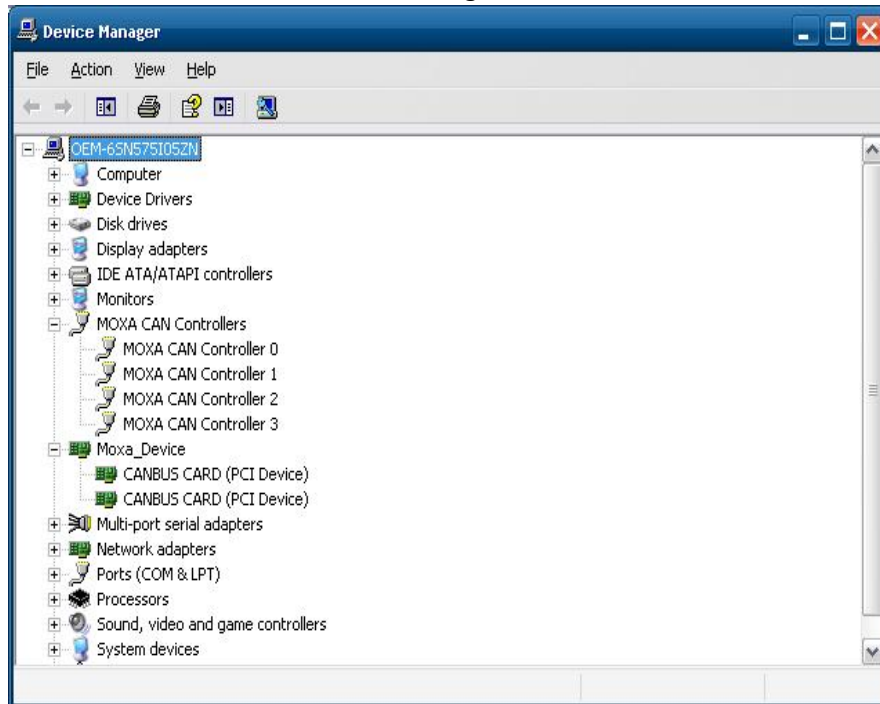 Device Manager
File Action View Help
OEM-6SN575I05ZN
Computer
Device Drivers
Disk drives
Display adapters
IDE ATA/ATAPI controllers
Monitors
MOXA CAN Controllers
MOXA CAN Controller 0
MOXA CAN Controller 1
MOXA CAN Controller 2
MOXA CAN Controller 3
Moxa_Device
CANBUS CARD (PCI Device)
CANBUS CARD (PCI Device)
Multi-port serial adapters
Network adapters
Ports (COM & LPT)
Processors
Sound, video and game controllers
System devices